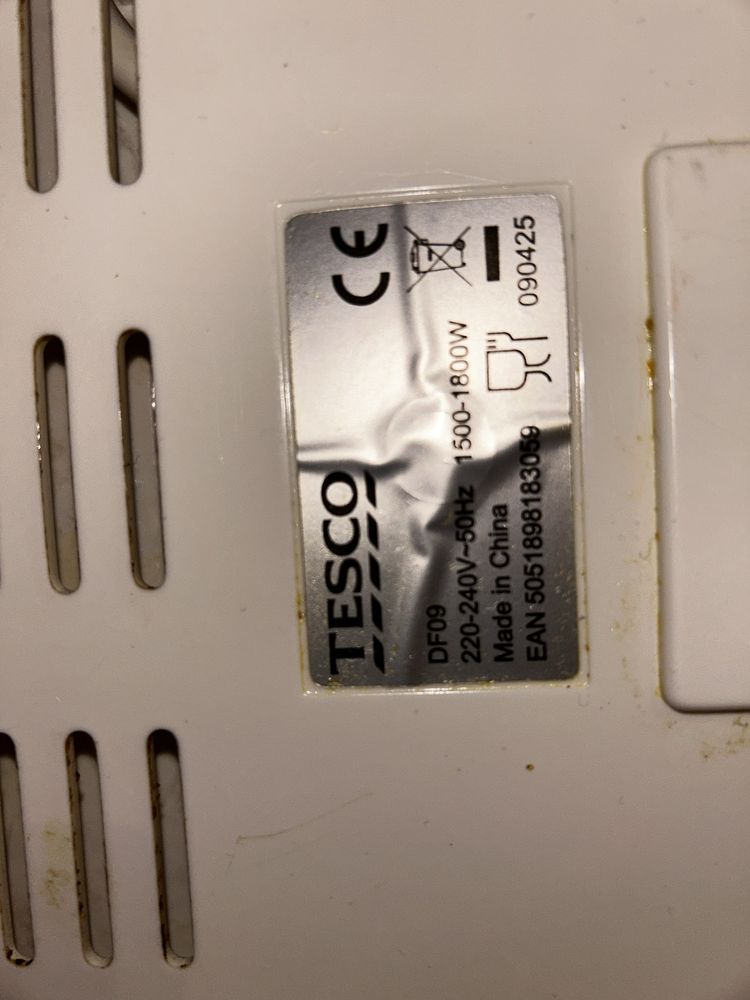 TESCO
DF09
220-240V~50Hz 1500-1800W
Made in China
EAN 5051898183059
090425
CE